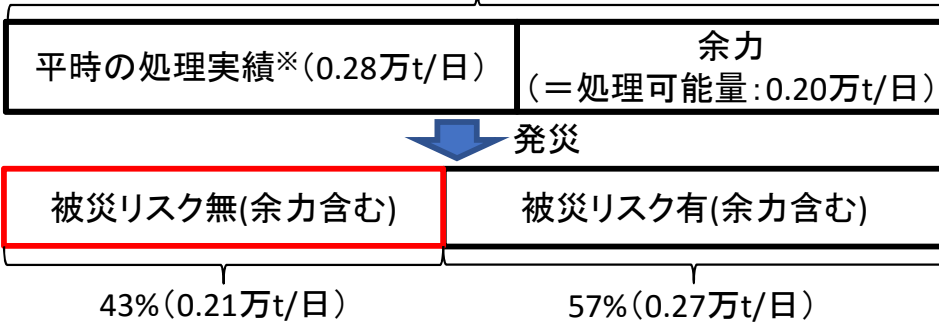 平時の処理実績※（0.28万t/日）
余力
（＝処理可能量：0.20万t/日）
発災
被災リスク無(余力含む)
被災リスク有(余力含む)
43%（0.21万t/日）
57%（0.27万t/日）